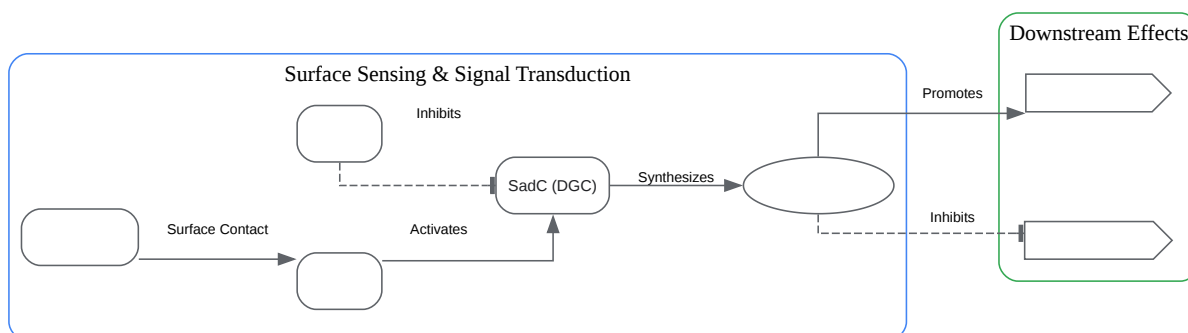 Downstream Effects
Surface Sensing & Signal Transduction
Promotes
Inhibits
SadC (DGC)
Synthesizes
Surface Contact
Activates
Inhibits